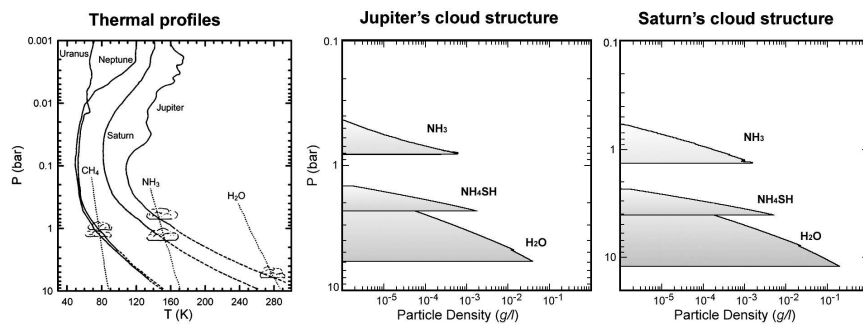 Thermal profiles
0.001
0.01
0.1
1
10
P (bar)
Uranus
Neptune
Jupiter
Saturn
CH₄
NH₃
H₂O
40 80 120 160 200 240 280
T (K)
Jupiter's cloud structure
0.1
1
10
P (bar)
NH₃
NH₄SH
H₂O
10⁻⁵ 10⁻⁴ 10⁻³ 10⁻² 10⁻¹
Particle Density (g/l)
Saturn's cloud structure
0.1
1
10
NH₃
NH₄SH
H₂O
10⁻⁵ 10⁻⁴ 10⁻³ 10⁻² 10⁻¹ 10⁰
Particle Density (g/l)